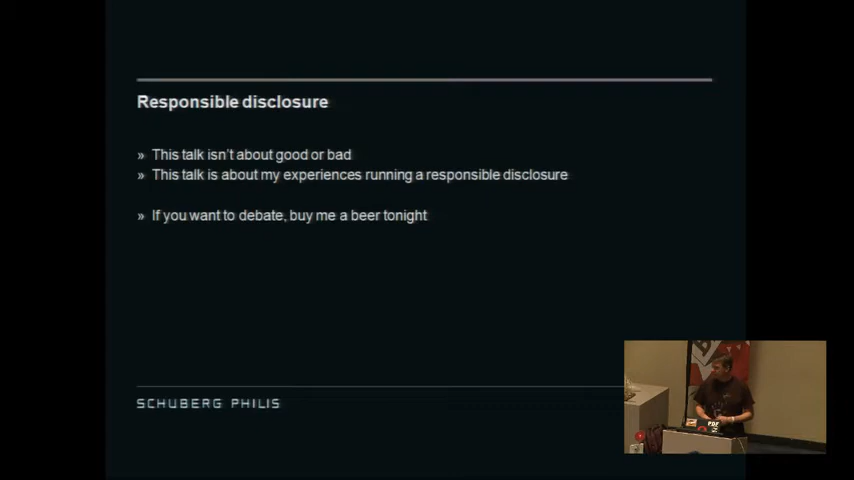 Responsible disclosure
» This talk isn't about good or bad
» This talk is about my experiences running a responsible disclosure
» If you want to debate, buy me a beer tonight
SCHUBERG PHILIS
PDF